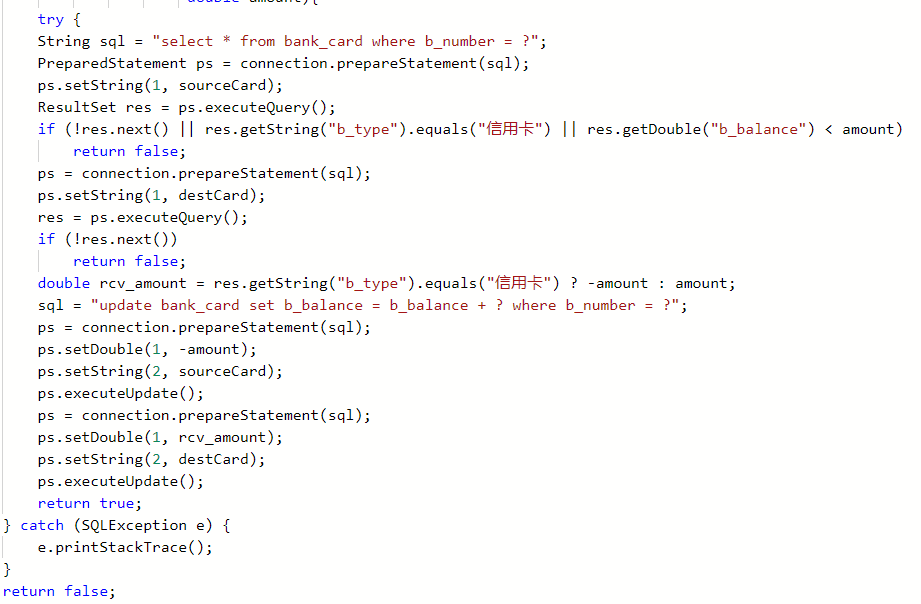 double amount){
try {
String sql = "select * from bank_card where b_number = ?";
PreparedStatement ps = connection.prepareStatement(sql);
ps.setString(1, sourceCard);
ResultSet res = ps.executeQuery();
if (!res.next() || res.getString("b_type").equals("信用卡") || res.getDouble("b_balance") < amount)
return false;
ps = connection.prepareStatement(sql);
ps.setString(1, destCard);
res = ps.executeQuery();
if (!res.next())
return false;
double rcv_amount = res.getString("b_type").equals("信用卡") ? -amount : amount;
sql = "update bank_card set b_balance = b_balance + ? where b_number = ?";
ps = connection.prepareStatement(sql);
ps.setDouble(1, -amount);
ps.setString(2, sourceCard);
ps.executeUpdate();
ps = connection.prepareStatement(sql);
ps.setDouble(1, rcv_amount);
ps.setString(2, destCard);
ps.executeUpdate();
return true;
} catch (SQLException e) {
e.printStackTrace();
}
return false;